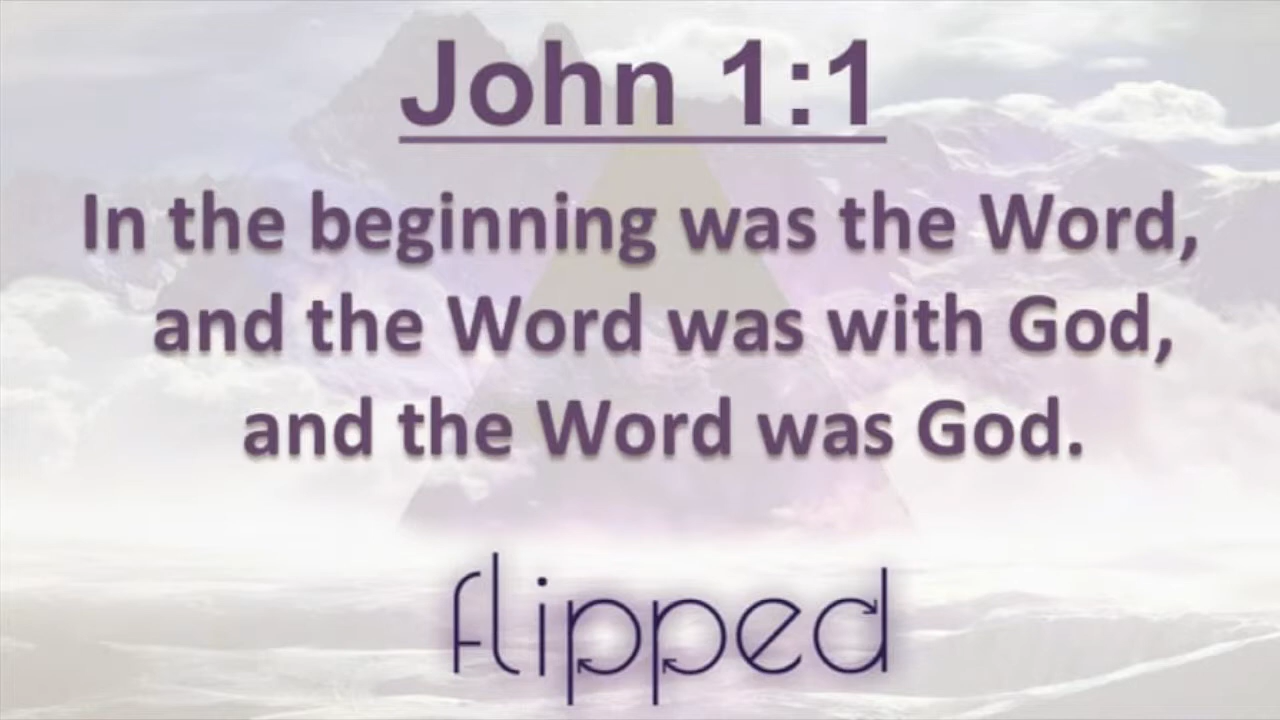 John 1:1
In the beginning was the Word,
and the Word was with God,
and the Word was God.
flipped